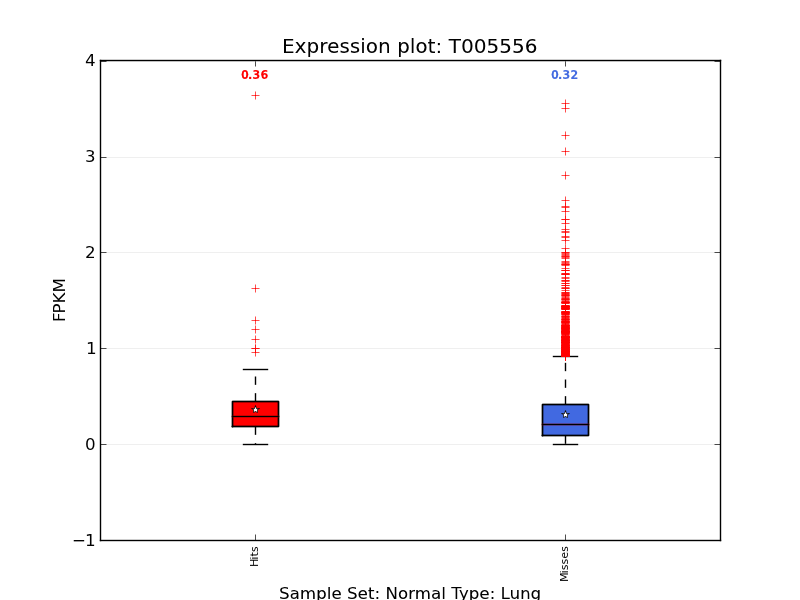 Expression plot: T005556
0.36
0.32
4
3
2
1
0
−1
FPKM
Hits
Misses
Sample Set: Normal Type: Lung